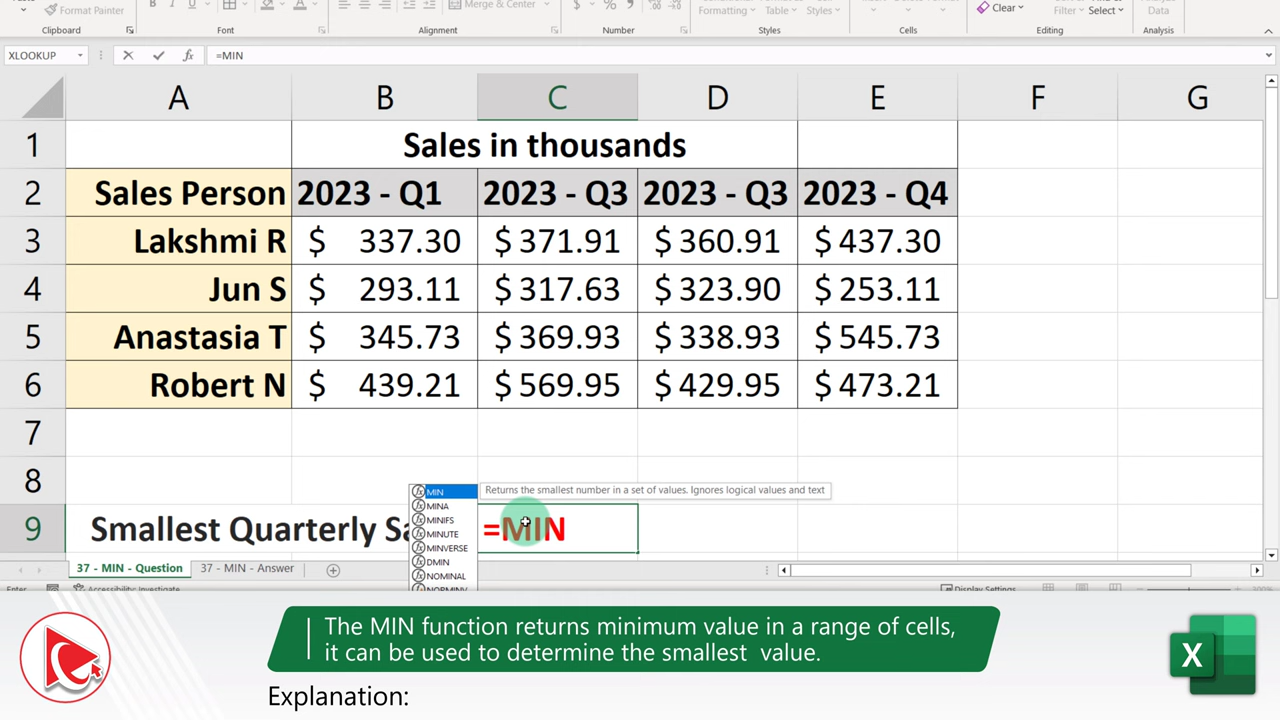 Format Painter
Merge & Center
$ %
Formatting Table Styles
Clear
Filter Select
Data
Clipboard Font Alignment Number Styles Cells Editing Analysis
XLOOKUP fx =MIN
A B C D E F G
1 Sales in thousands
2 Sales Person 2023 - Q1 2023 - Q3 2023 - Q3 2023 - Q4
3 Lakshmi R $ 337.30 $ 371.91 $ 360.91 $ 437.30
4 Jun S $ 293.11 $ 317.63 $ 323.90 $ 253.11
5 Anastasia T $ 345.73 $ 369.93 $ 338.93 $ 545.73
6 Robert N $ 439.21 $ 569.95 $ 429.95 $ 473.21
7
8
MIN Returns the smallest number in a set of values. Ignores logical values and text
MINA
MINIFS
MINUTE
MINVERSE
DMIN
NOMINAL
NORMINV
9 Smallest Quarterly Sa =MIN
37 - MIN - Question 37 - MIN - Answer
Enter Accessibility: Investigate Display Settings
The MIN function returns minimum value in a range of cells,
it can be used to determine the smallest value.
X
Explanation: